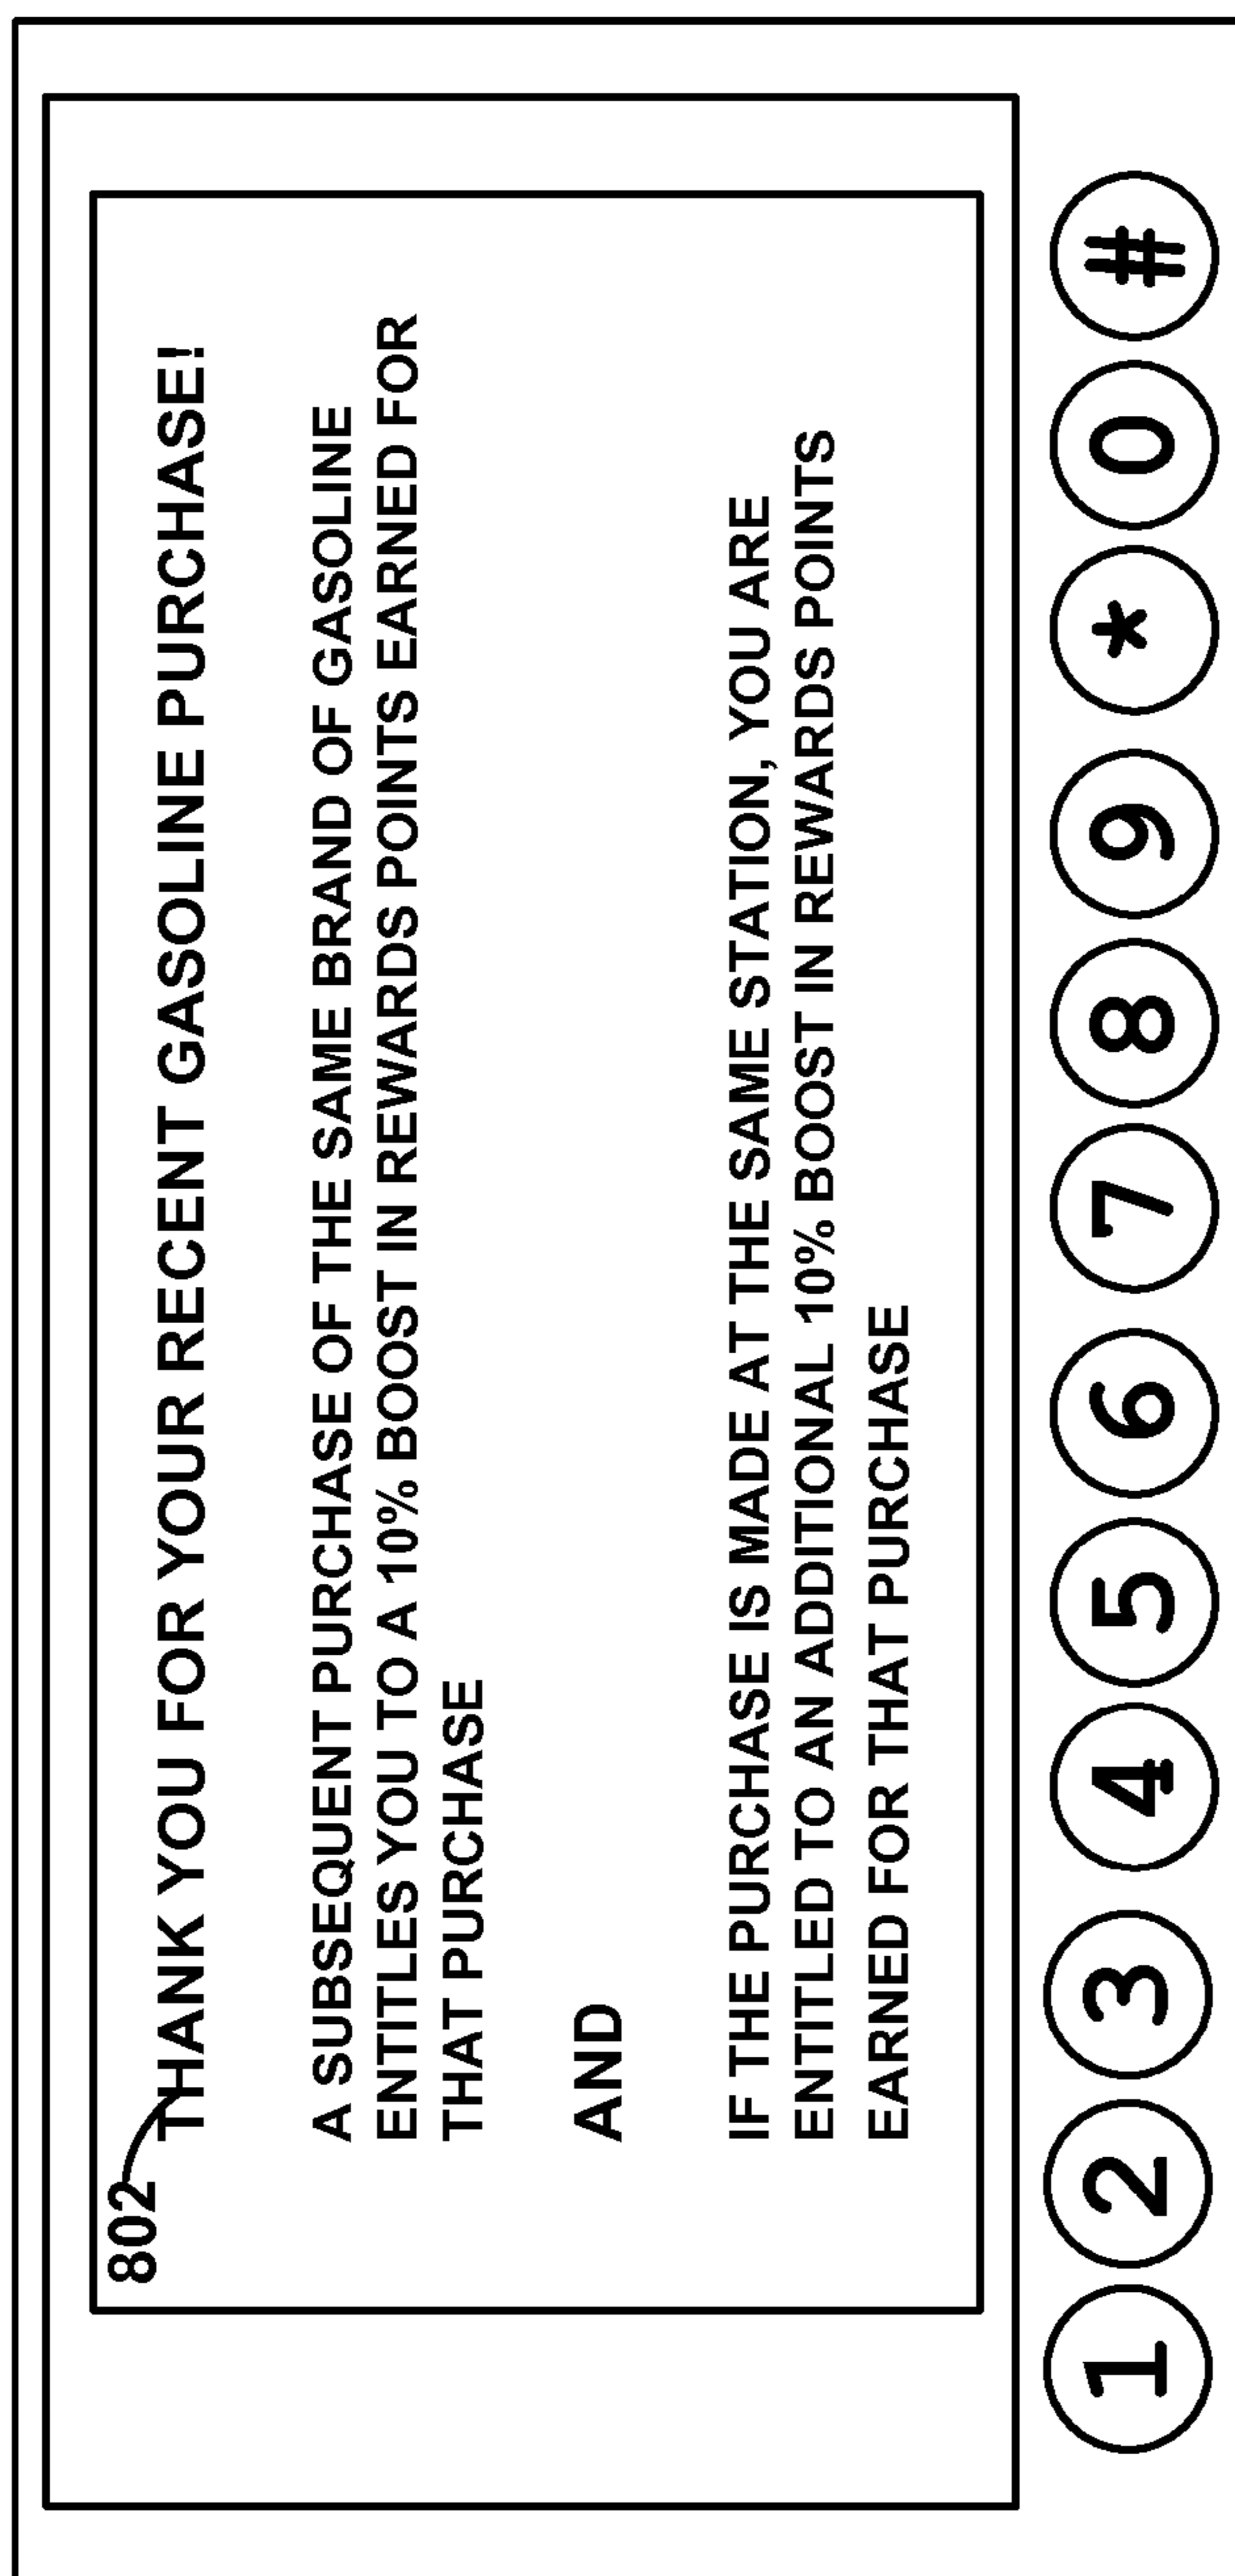 802
THANK YOU FOR YOUR RECENT GASOLINE PURCHASE!
A SUBSEQUENT PURCHASE OF THE SAME BRAND OF GASOLINE
ENTITLES YOU TO A 10% BOOST IN REWARDS POINTS EARNED FOR
THAT PURCHASE
AND
IF THE PURCHASE IS MADE AT THE SAME STATION, YOU ARE
ENTITLED TO AN ADDITIONAL 10% BOOST IN REWARDS POINTS
EARNED FOR THAT PURCHASE
1 2 3 4 5 6 7 8 9 * 0 #